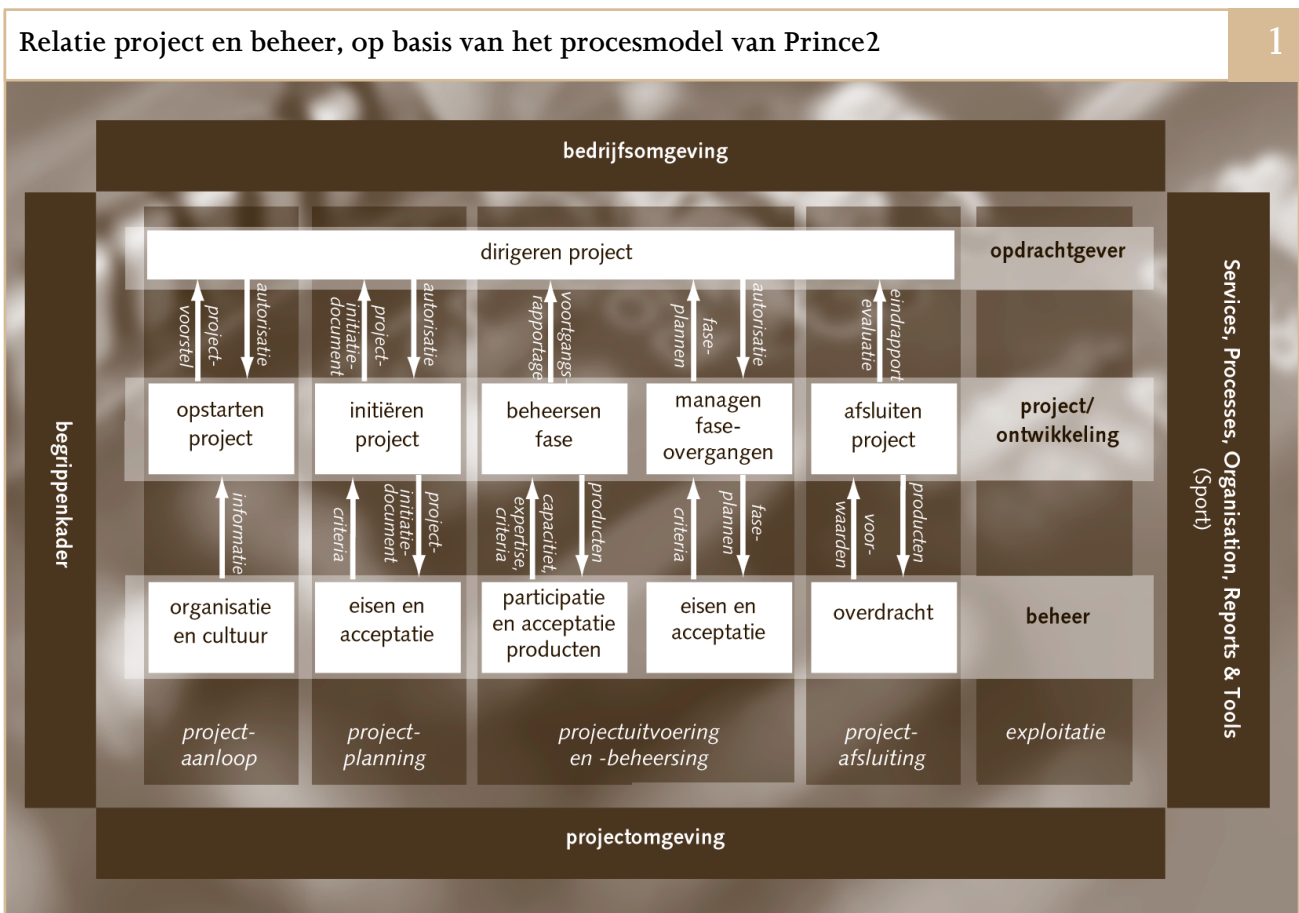 Relatie project en beheer, op basis van het procesmodel van Prince2
1
bedrijfsomgeving
begrippenkader
dirigeren project
opdrachtgever
project-
voorstel
autorisatie
project-
initiatie-
document
autorisatie
voortgangs-
rapportage
fase-
plannen
autorisatie
eindrapport
evaluatie
opstarten
project
initiëren
project
beheersen
fase
managen
fase-
overgangen
afsluiten
project
project/
ontwikkeling
informatie
criteria
project-
initiatie-
document
capacitiet,
expertise,
criteria
producten
criteria
fase-
plannen
voor-
waarden
producten
organisatie
en cultuur
eisen en
acceptatie
participatie
en acceptatie
producten
eisen en
acceptatie
overdracht
beheer
project-
aanloop
project-
planning
projectuitvoering
en -beheersing
project-
afsluiting
exploitatie
Services, Processes, Organisation, Reports & Tools
(Sport)
projectomgeving